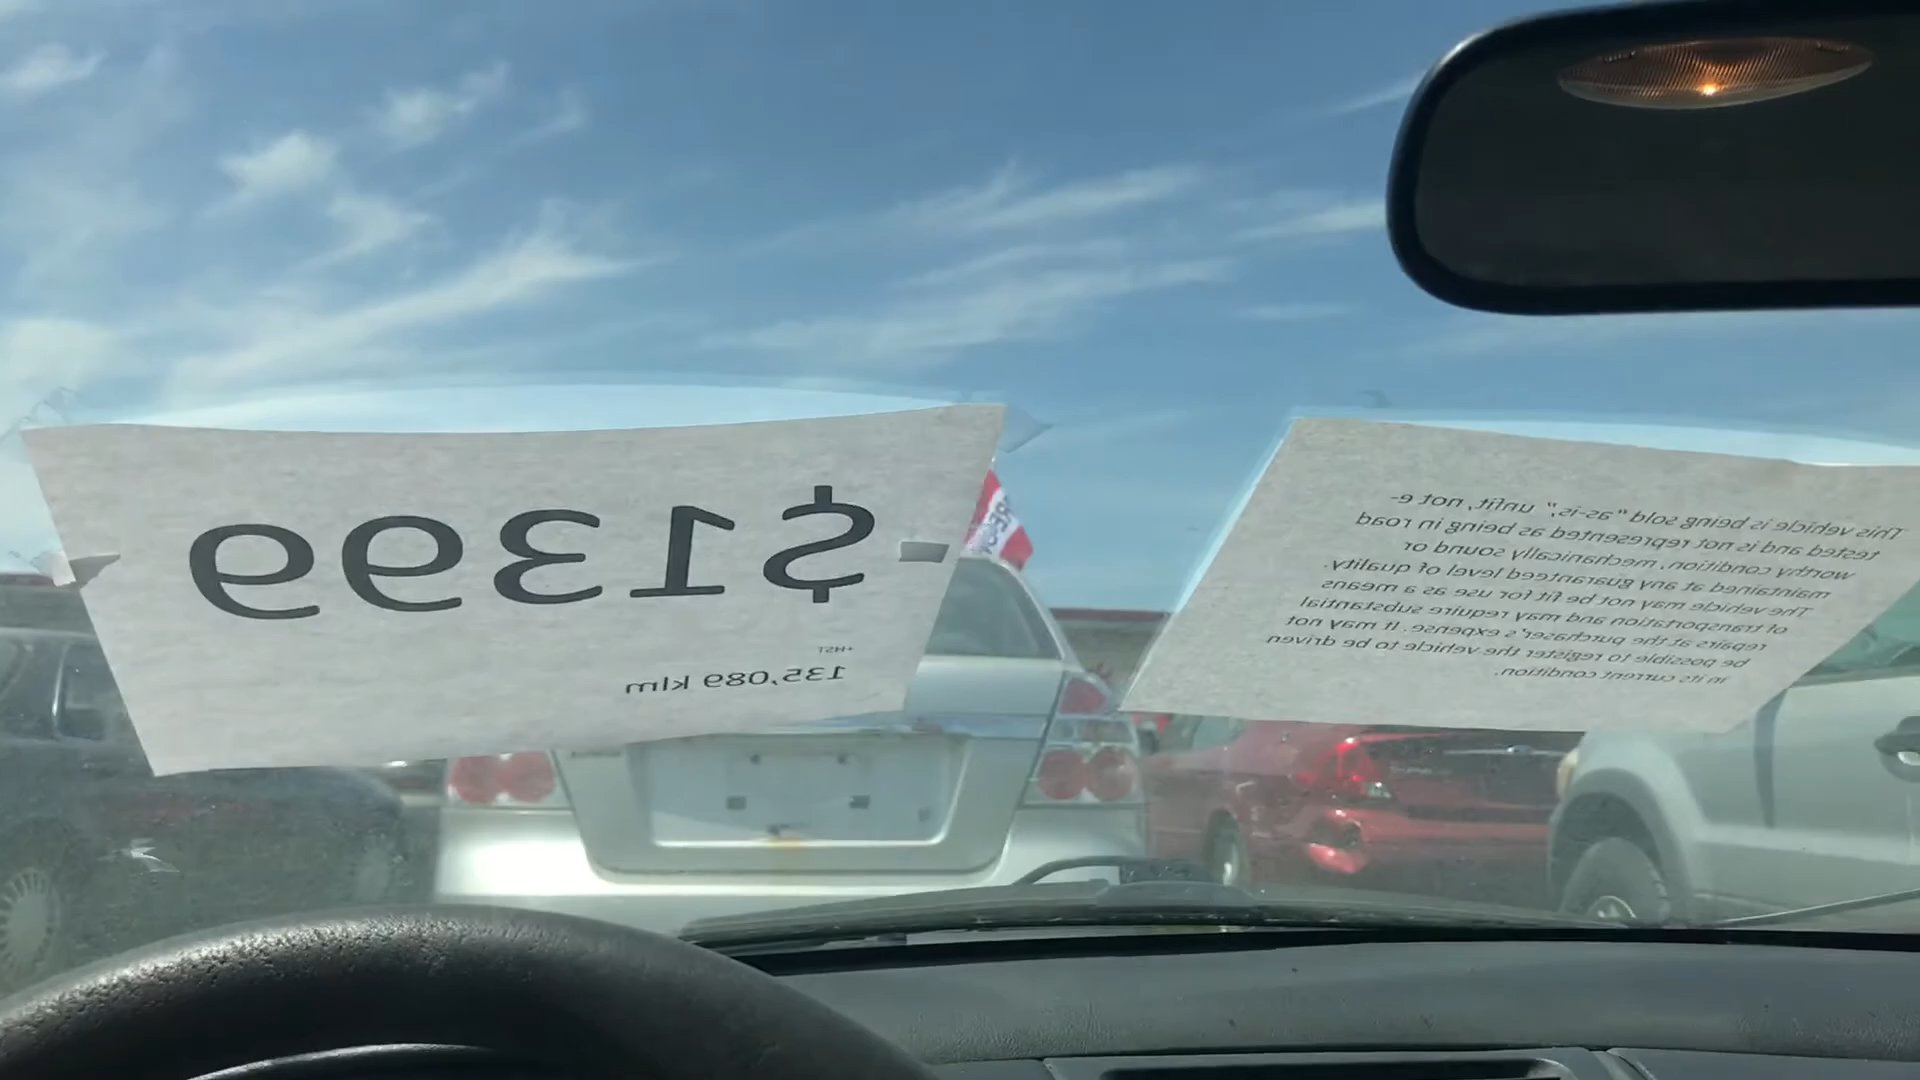 $1399
+HST
135,089 klm
This vehicle is being sold "as-is", unfit, not e-
tested and is not represented as being in road
worthy condition, mechanically sound or
maintained at any guaranteed level of quality.
The vehicle may not be fit for use as a means
of transportation and may require substantial
repairs at the purchaser's expense. It may not
be possible to register the vehicle to be driven
in its current condition.